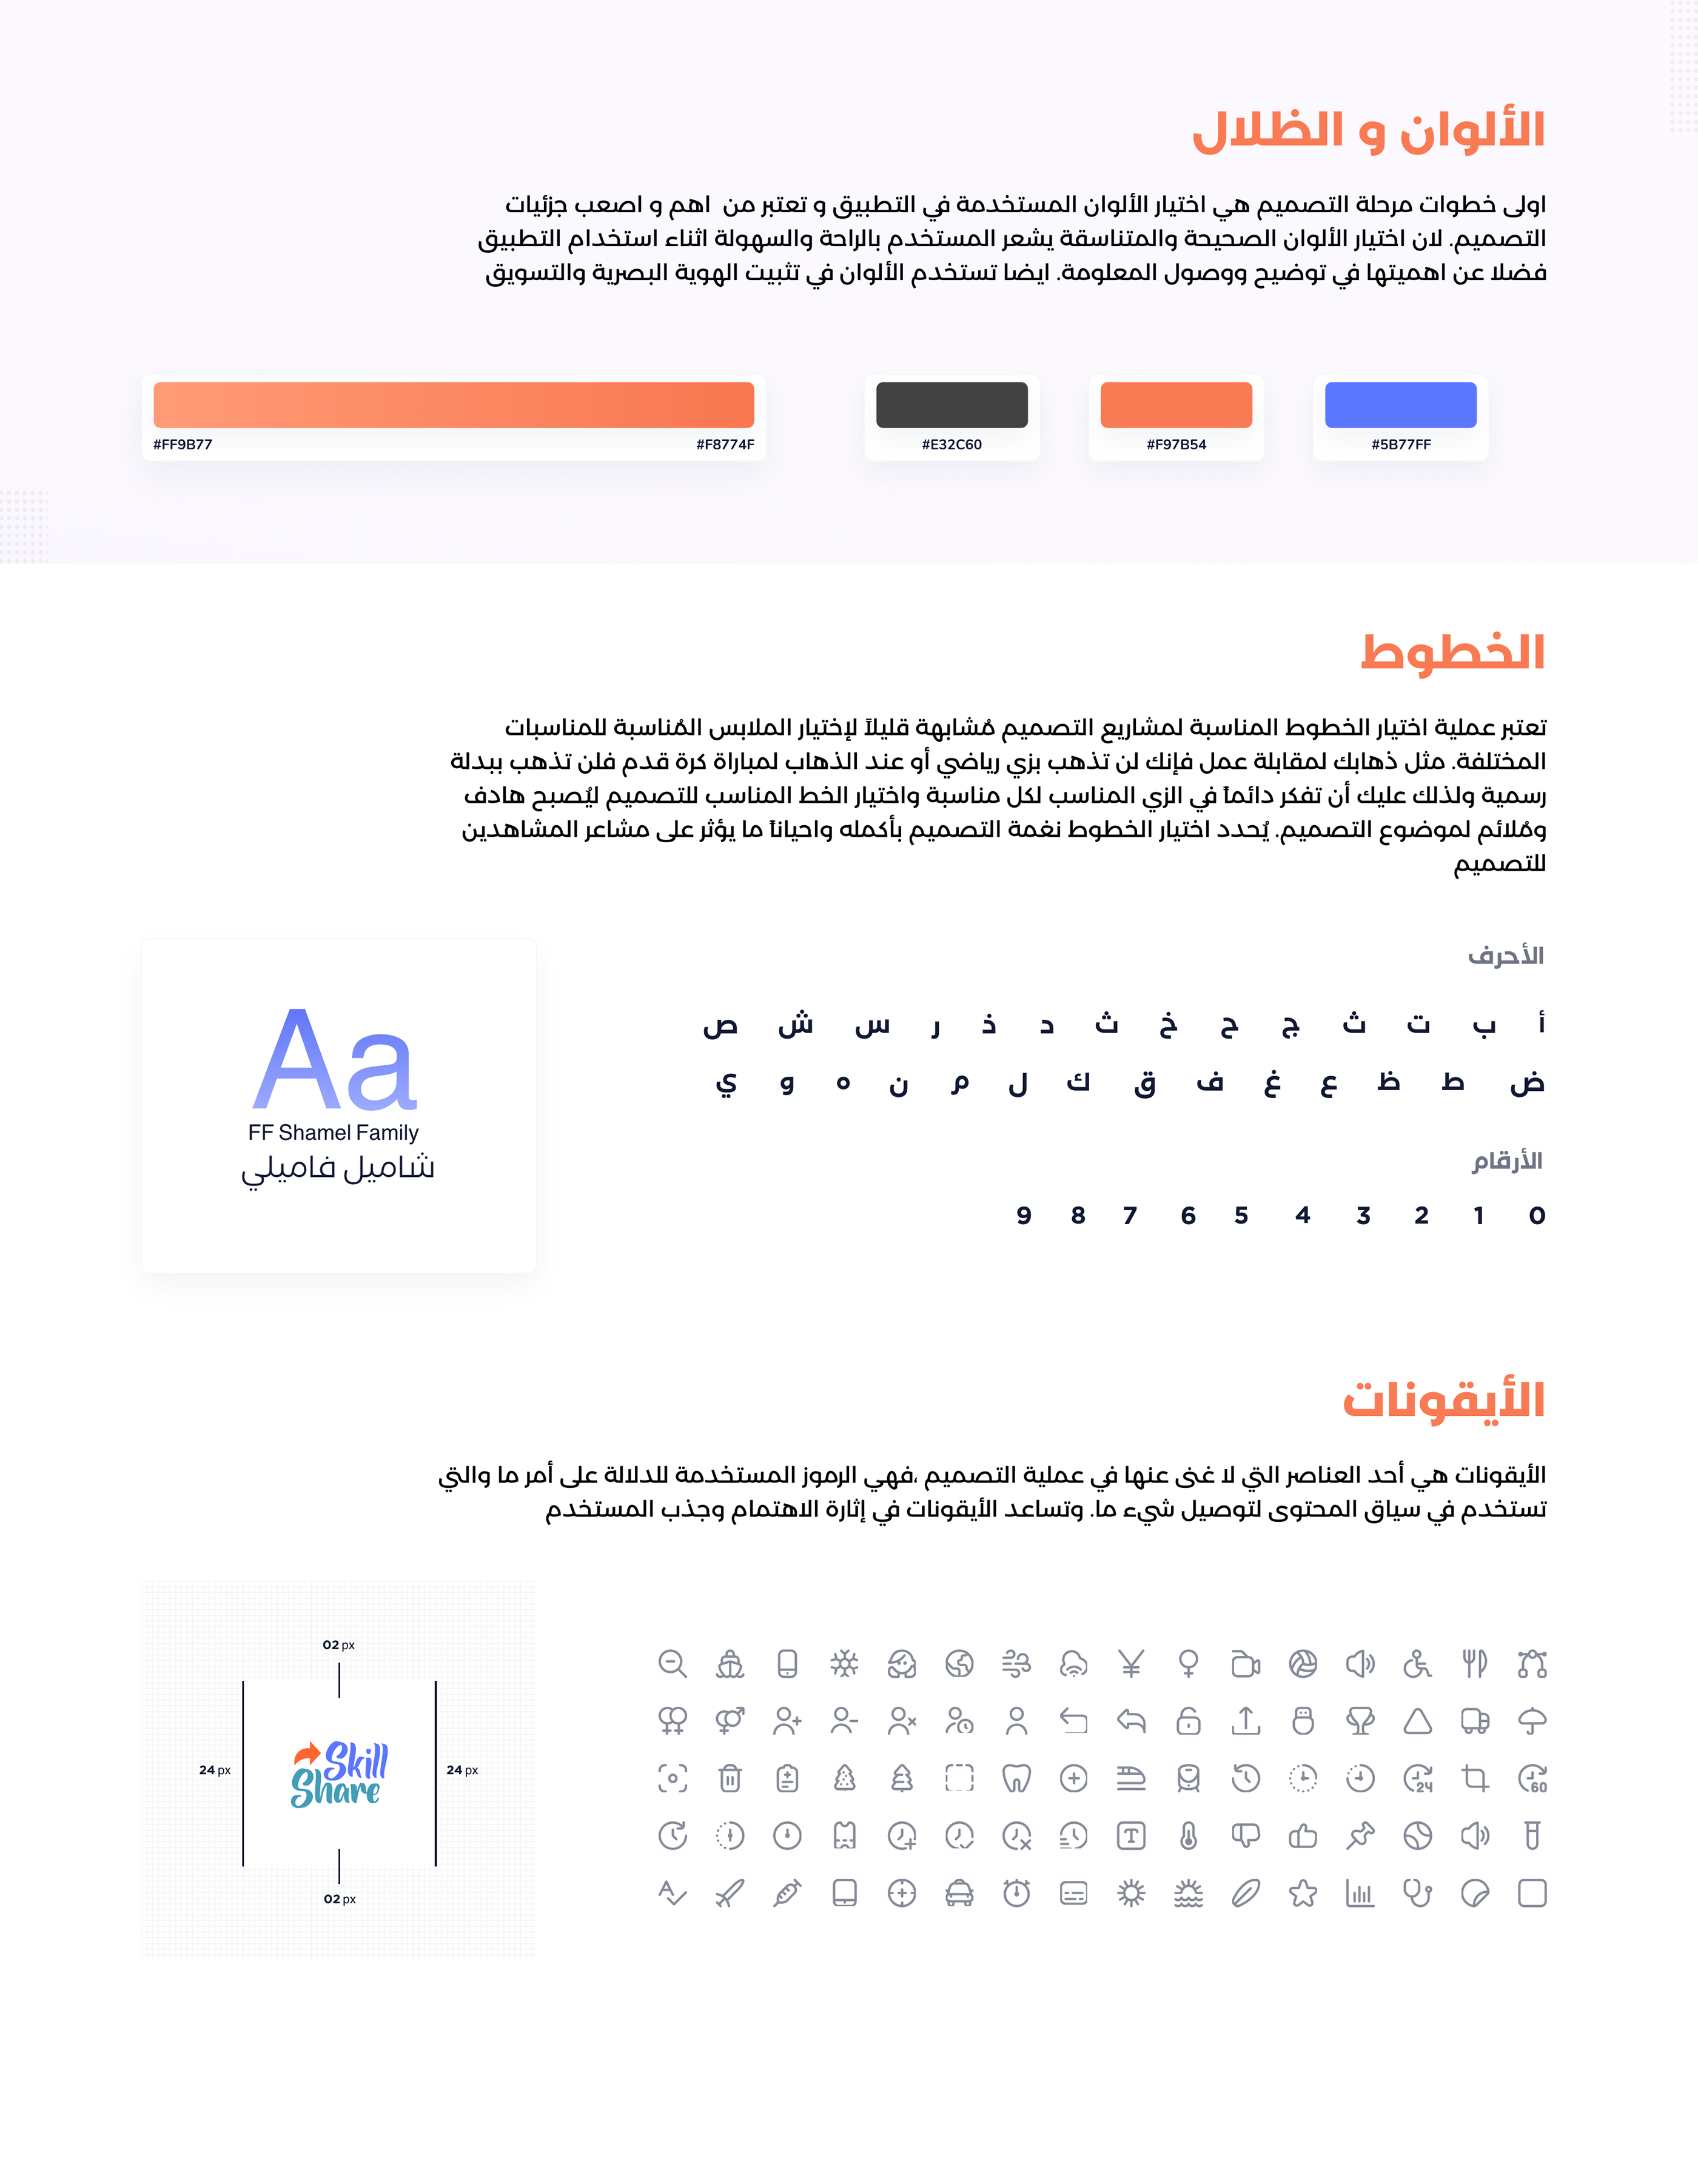 الألوان و الظلال
اولى خطوات مرحلة التصميم هي اختيار الألوان المستخدمة في التطبيق و تعتبر من اهم و اصعب جزئيات
التصميم. لان اختيار الألوان الصحيحة والمتناسقة يشعر المستخدم بالراحة والسهولة اثناء استخدام التطبيق
فضلا عن اهميتها في توضيح ووصول المعلومة. ايضا تستخدم الألوان في تثبيت الهوية البصرية والتسويق
#5B77FF
#F97B54
#E32C60
#F8774F
#FF9B77
الخطوط
تعتبر عملية اختيار الخطوط المناسبة لمشاريع التصميم مُشابهة قليلاً لإختيار الملابس المُناسبة للمناسبات
المختلفة. مثل ذهابك لمقابلة عمل فإنك لن تذهب بزي رياضي أو عند الذهاب لمباراة كرة قدم فلن تذهب ببدلة
رسمية ولذلك عليك أن تفكر دائماً في الزي المناسب لكل مناسبة واختيار الخط المناسب للتصميم ليُصبح هادف
ومُلائم لموضوع التصميم. يُحدد اختيار الخطوط نغمة التصميم بأكمله واحياناً ما يؤثر على مشاعر المشاهدين
للتصميم
الأحرف
أ ب ت ث ج ح خ ث د ذ ر س ش ص
ض ط ظ ع غ ف ق ك ل م ن ه و ي
الأرقام
0 1 2 3 4 5 6 7 8 9
Aa
FF Shamel Family
شاميل فاميلي
الأيقونات
الأيقونات هي أحد العناصر التي لا غنى عنها في عملية التصميم ،فهي الرموز المستخدمة للدلالة على أمر ما والتي
تستخدم في سياق المحتوى لتوصيل شيء ما. وتساعد الأيقونات في إثارة الاهتمام وجذب المستخدم
60
24
T
A
02 px
24 px
Skill
Share
24 px
02 px